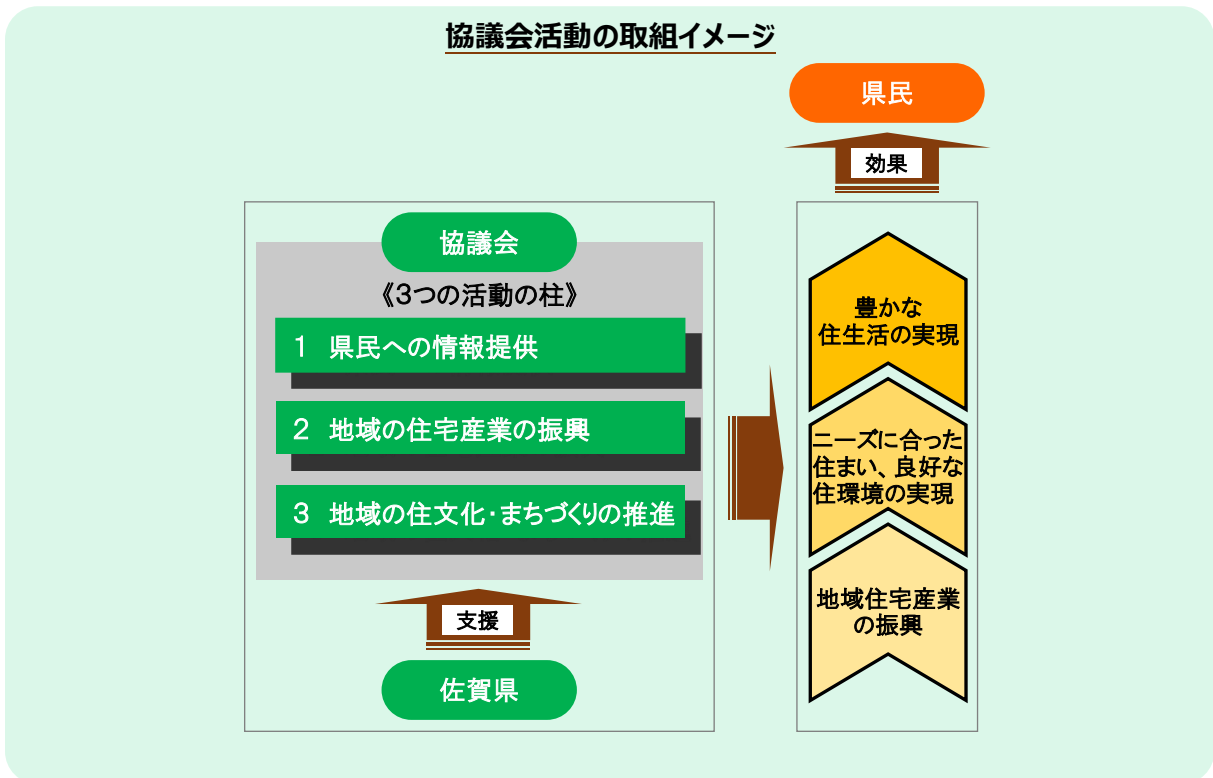 協議会活動の取組イメージ
県民
効果
協議会
《3つの活動の柱》
1 県民への情報提供
2 地域の住宅産業の振興
3 地域の住文化・まちづくりの推進
支援
佐賀県
豊かな
住生活の実現
ニーズに合った
住まい、良好な
住環境の実現
地域住宅産業
の振興